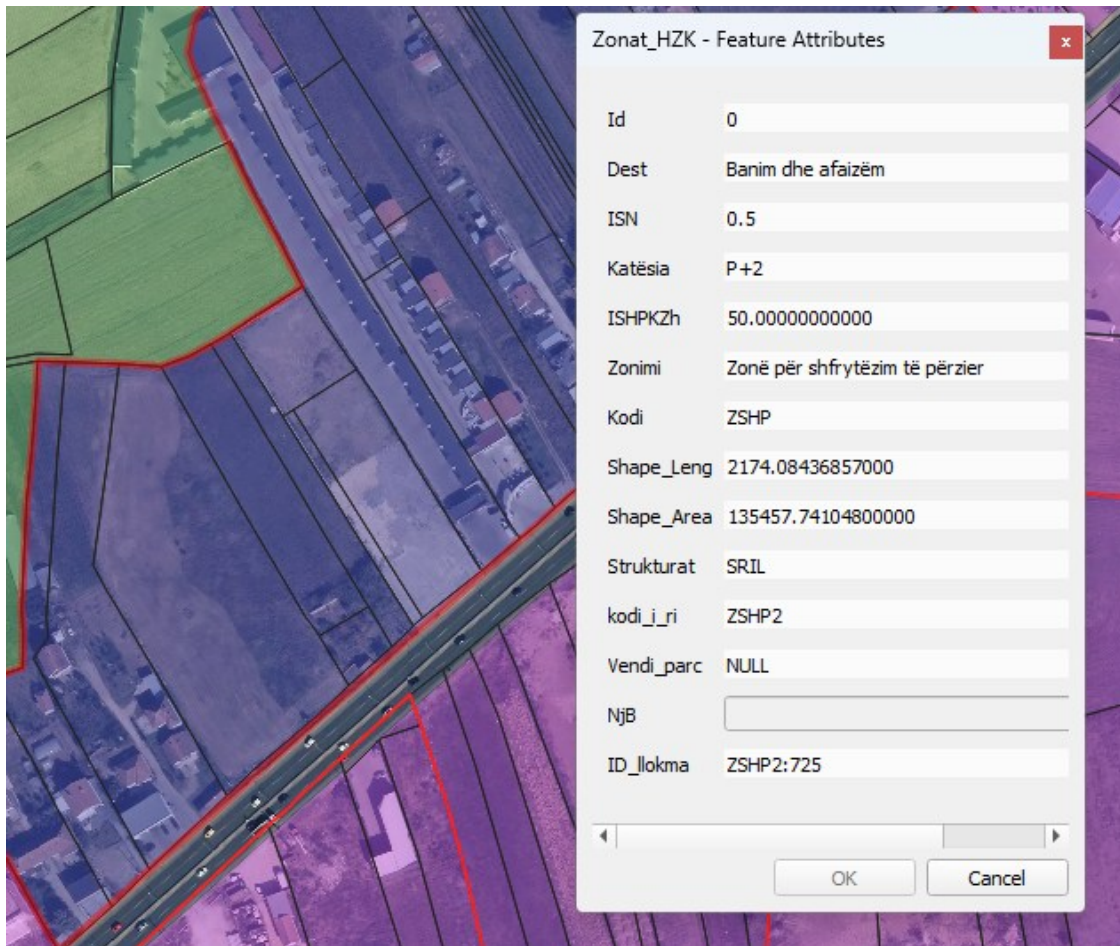 Zonat_HZK - Feature Attributes
x
Id 0
Dest Banim dhe afaizëm
ISN 0.5
Katësia P+2
ISHPKZh 50.00000000000
Zonimi Zonë për shfrytëzim të përzier
Kodi ZSHP
Shape_Leng 2174.08436857000
Shape_Area 135457.74104800000
Strukturat SRIL
kodi_i_ri ZSHP2
Vendi_parc NULL
NjB
ID_llokma ZSHP2:725
OK Cancel